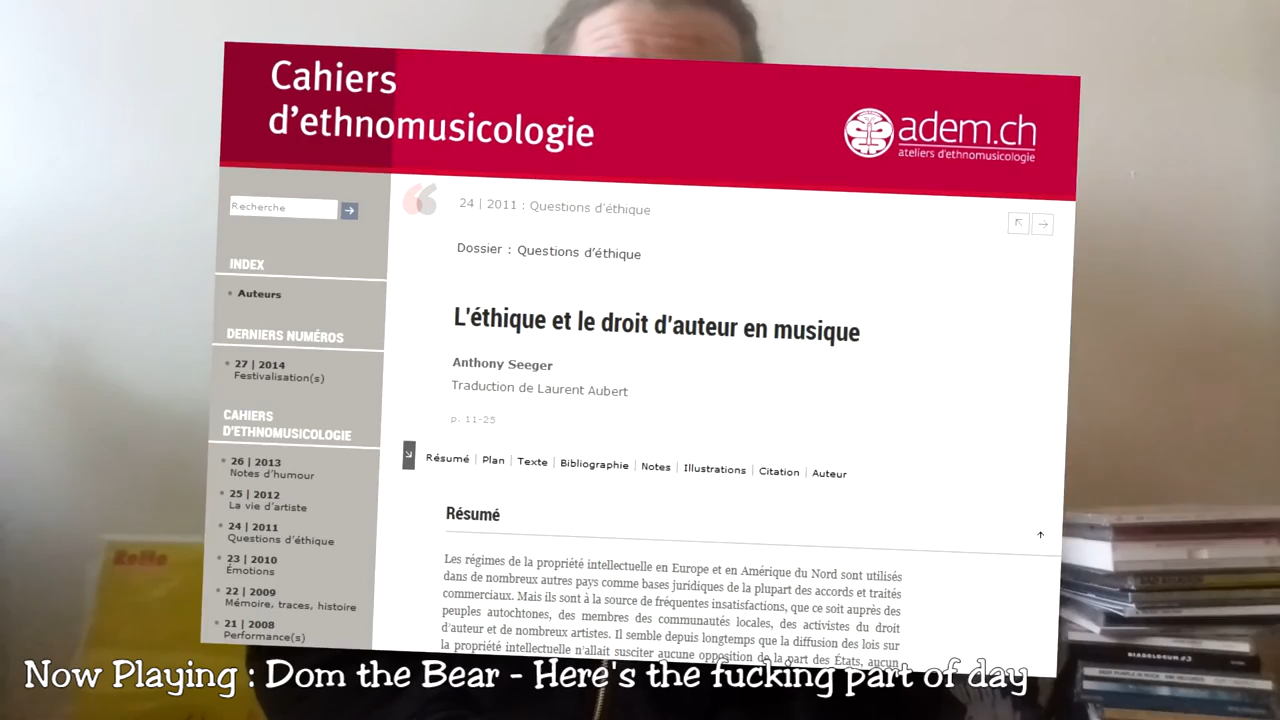 Cahiers
d'ethnomusicologie
adem.ch
ateliers d'ethnomusicologie
Recherche
INDEX
Auteurs
DERNIERS NUMÉROS
27 | 2014
Festivalisation(s)
CAHIERS
D'ETHNOMUSICOLOGIE
26 | 2013
Notes d'humour
25 | 2012
La vie d'artiste
24 | 2011
Questions d'éthique
23 | 2010
Émotions
22 | 2009
Mémoire, traces, histoire
21 | 2008
Performance(s)
24 | 2011 : Questions d'éthique
Dossier : Questions d'éthique
L'éthique et le droit d'auteur en musique
Anthony Seeger
Traduction de Laurent Aubert
p. 11-25
Résumé | Plan | Texte | Bibliographie | Notes | Illustrations | Citation | Auteur
Résumé
Les régimes de la propriété intellectuelle en Europe et en Amérique du Nord sont utilisés
dans de nombreux autres pays comme bases juridiques de la plupart des accords et traités
commerciaux. Mais ils sont à la source de fréquentes insatisfactions, que ce soit auprès des
peuples autochtones, des membres des communautés locales, des activistes du droit
d'auteur et de nombreux artistes. Il semble depuis longtemps que la diffusion des lois sur
la propriété intellectuelle n'allait susciter aucune opposition de la part des États, aucun
Now Playing : Dom the Bear - Here's the fucking part of day